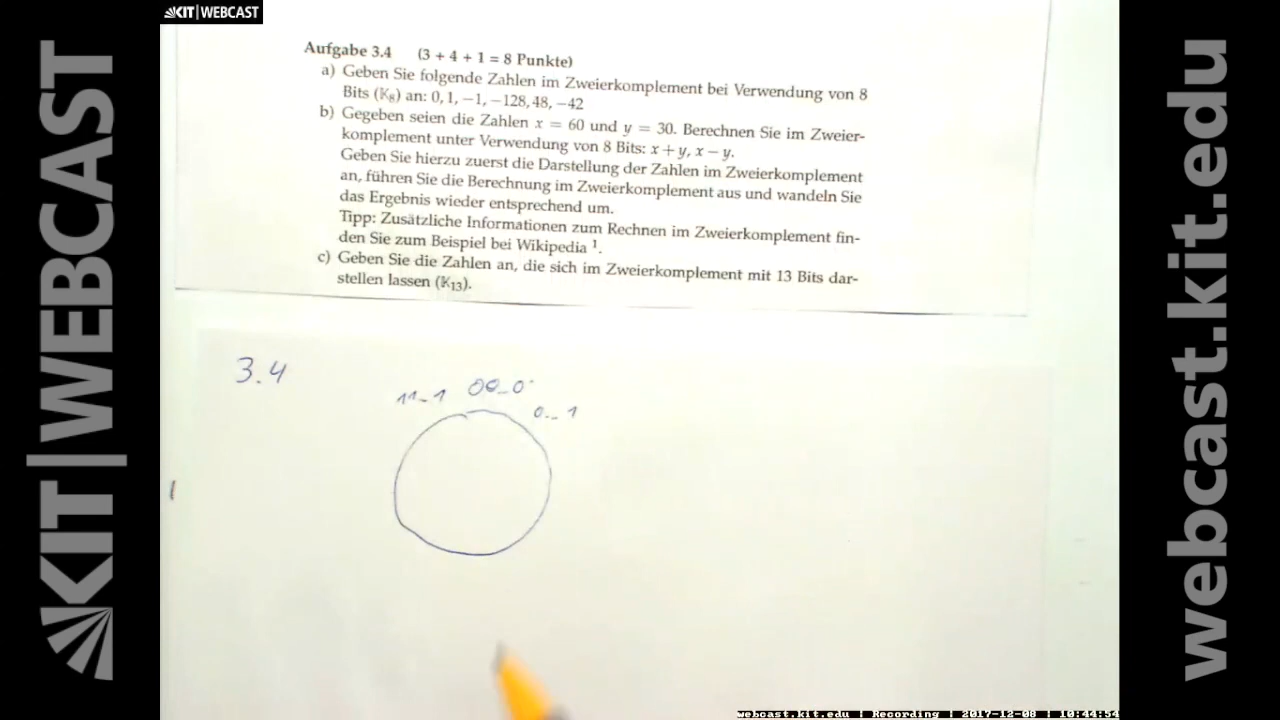 KIT|WEBCAST
KIT|WEBCAST
webcast.kit.edu
Aufgabe 3.4 (3 + 4 + 1 = 8 Punkte)
a) Geben Sie folgende Zahlen im Zweierkomplement bei Verwendung von 8
Bits (𝕂₈) an: 0, 1, −1, −128, 48, −42
b) Gegeben seien die Zahlen x = 60 und y = 30. Berechnen Sie im Zweier-
komplement unter Verwendung von 8 Bits: x + y, x − y.
Geben Sie hierzu zuerst die Darstellung der Zahlen im Zweierkomplement
an, führen Sie die Berechnung im Zweierkomplement aus und wandeln Sie
das Ergebnis wieder entsprechend um.
Tipp: Zusätzliche Informationen zum Rechnen im Zweierkomplement fin-
den Sie zum Beispiel bei Wikipedia ¹.
c) Geben Sie die Zahlen an, die sich im Zweierkomplement mit 13 Bits dar-
stellen lassen (𝕂₁₃).
3.4
11_1 00_0
0_1
webcast.kit.edu | Recording | 2017-12-08 | 10:44:54